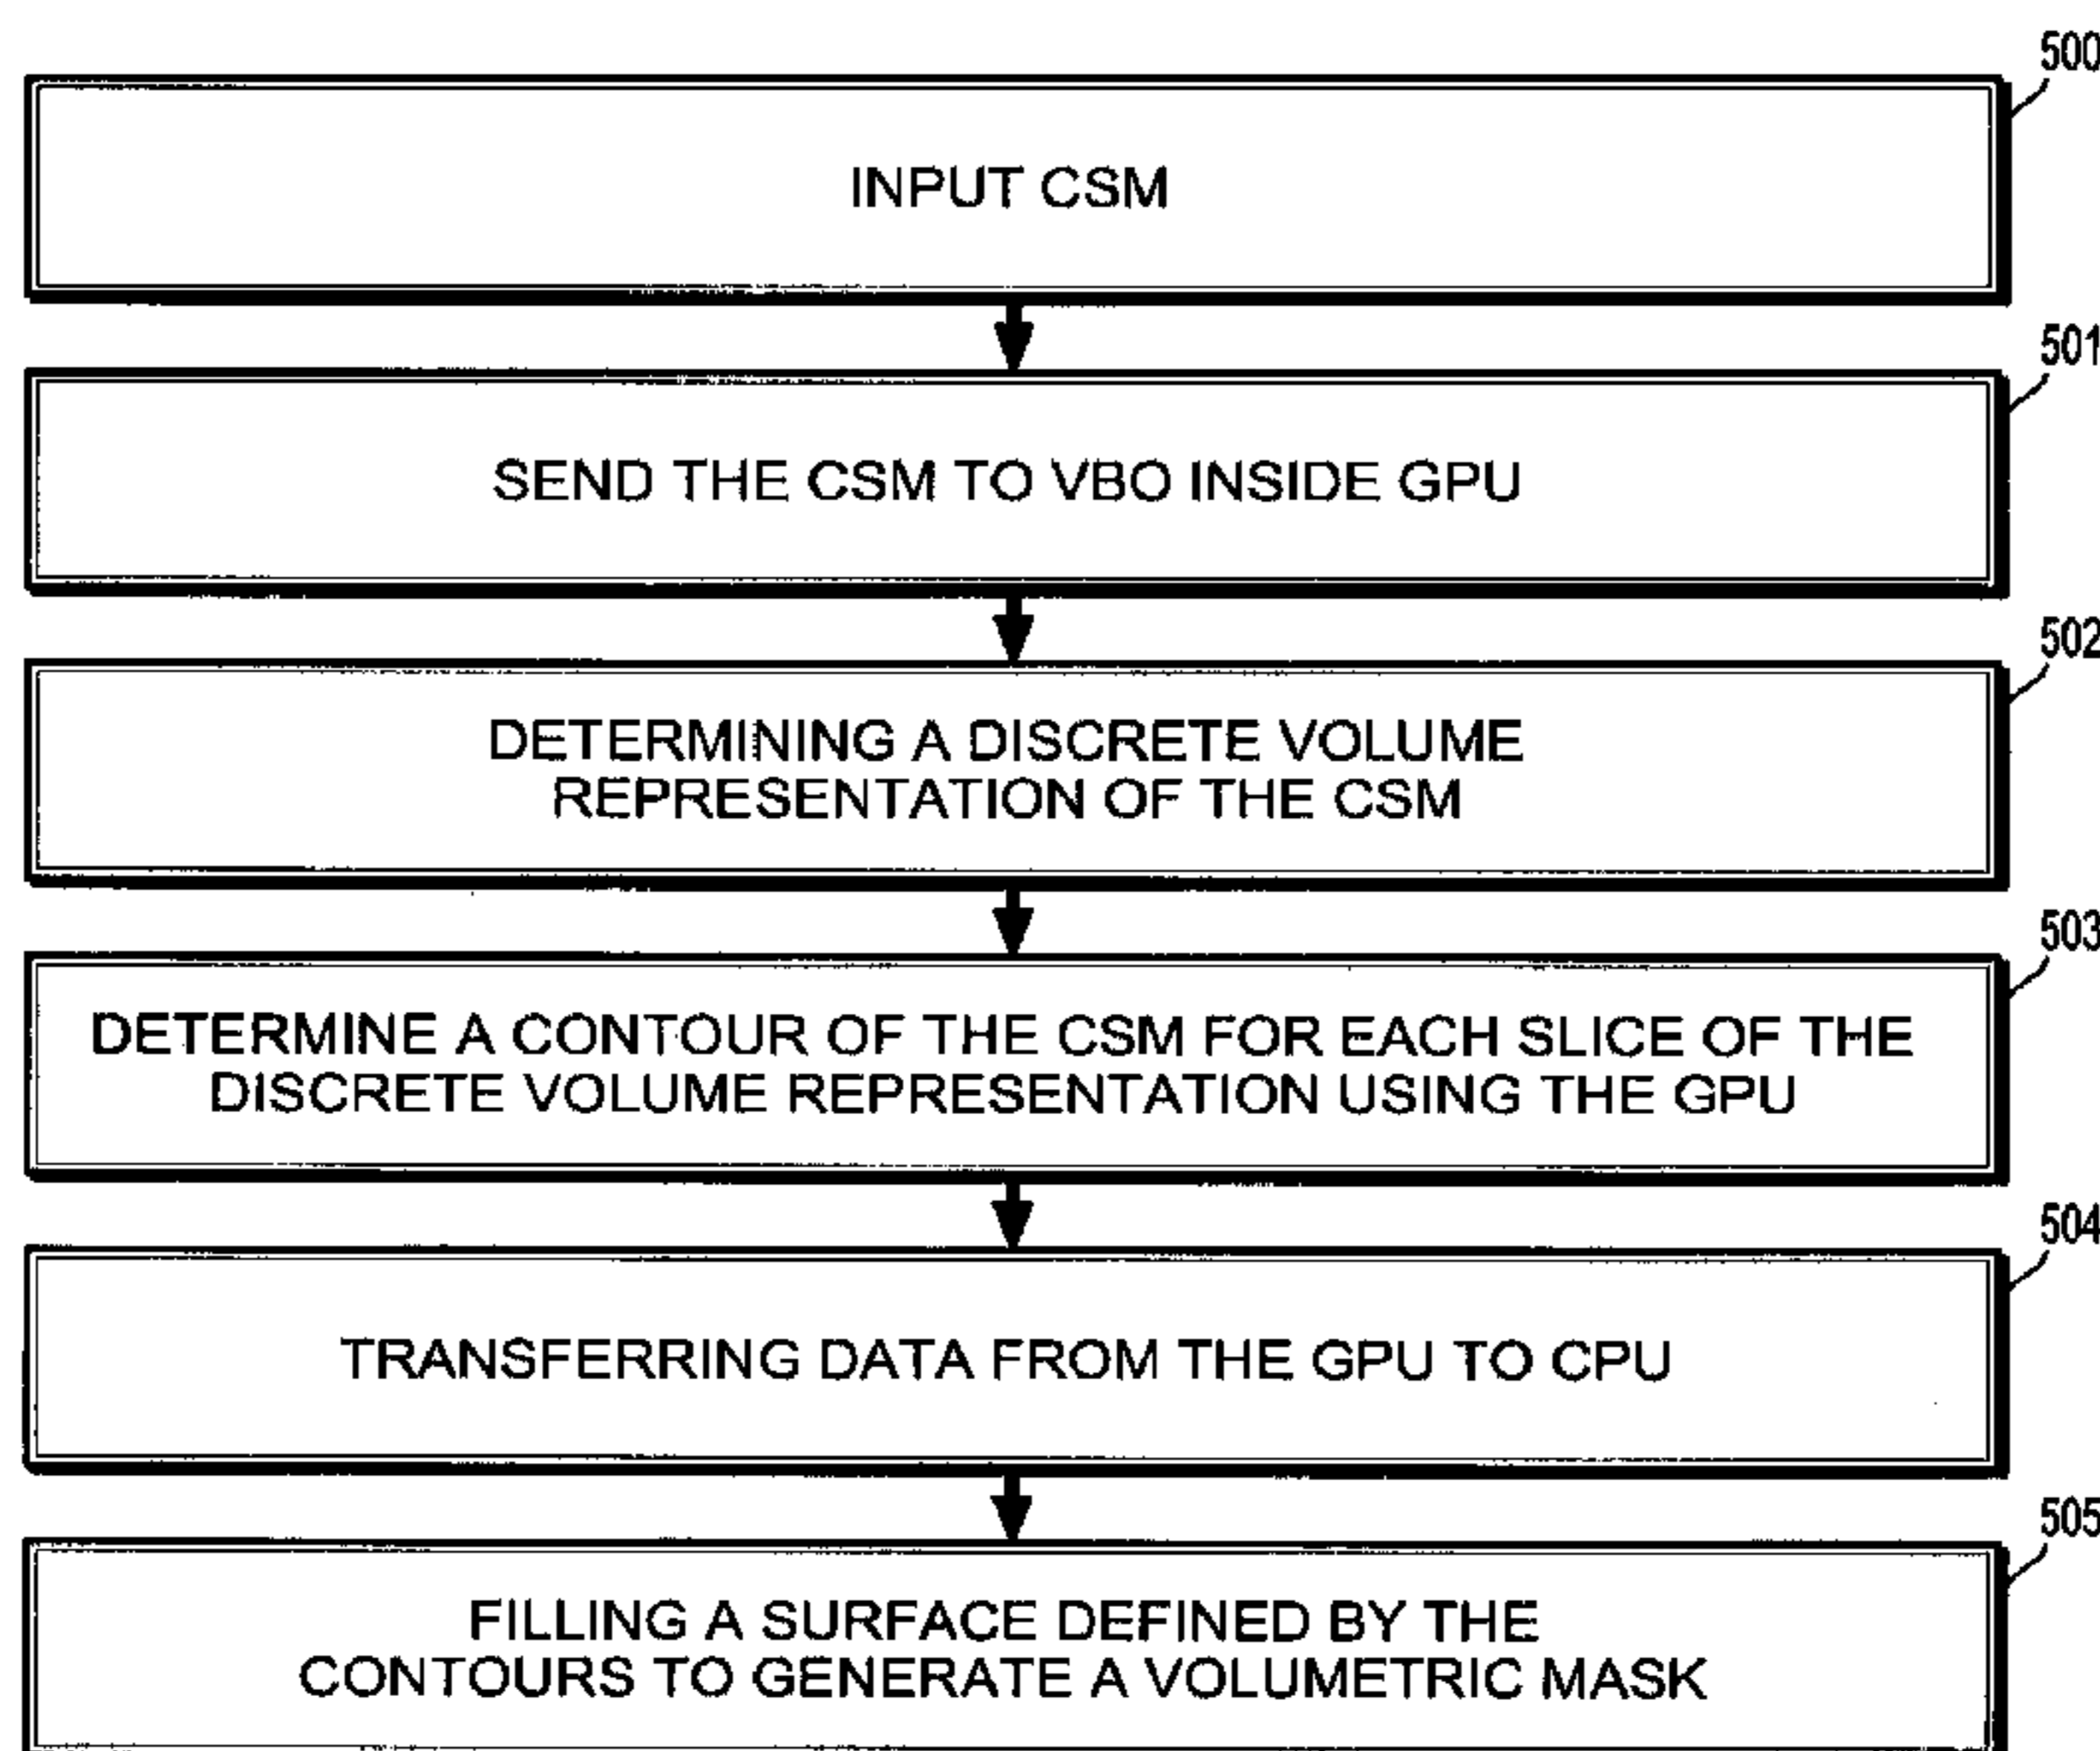 500
INPUT CSM
501
SEND THE CSM TO VBO INSIDE GPU
502
DETERMINING A DISCRETE VOLUME
REPRESENTATION OF THE CSM
503
DETERMINE A CONTOUR OF THE CSM FOR EACH SLICE OF THE
DISCRETE VOLUME REPRESENTATION USING THE GPU
504
TRANSFERRING DATA FROM THE GPU TO CPU
505
FILLING A SURFACE DEFINED BY THE
CONTOURS TO GENERATE A VOLUMETRIC MASK